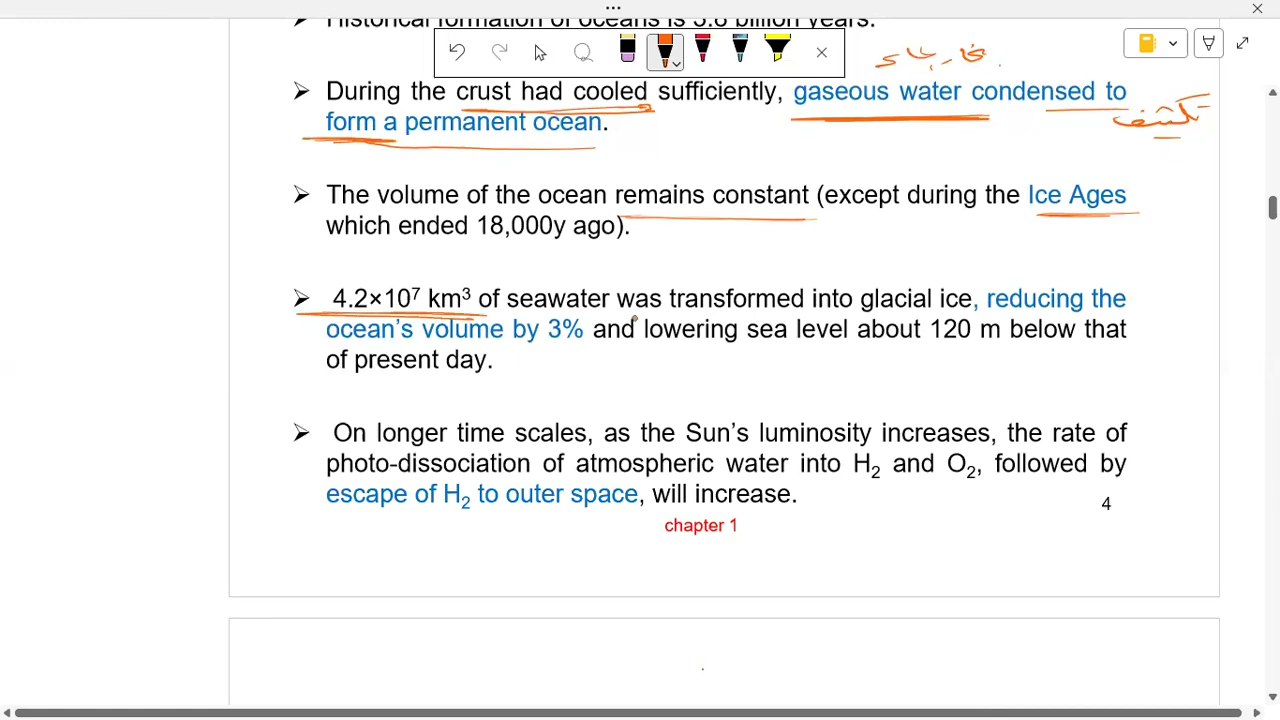 Historical formation of oceans is 3.8 billion years.
➢ During the crust had cooled sufficiently, gaseous water condensed to
form a permanent ocean.
تكثف
➢ The volume of the ocean remains constant (except during the Ice Ages
which ended 18,000y ago).
➢ 4.2×10⁷ km³ of seawater was transformed into glacial ice, reducing the
ocean’s volume by 3% and lowering sea level about 120 m below that
of present day.
➢ On longer time scales, as the Sun’s luminosity increases, the rate of
photo-dissociation of atmospheric water into H₂ and O₂, followed by
escape of H₂ to outer space, will increase.
4
chapter 1